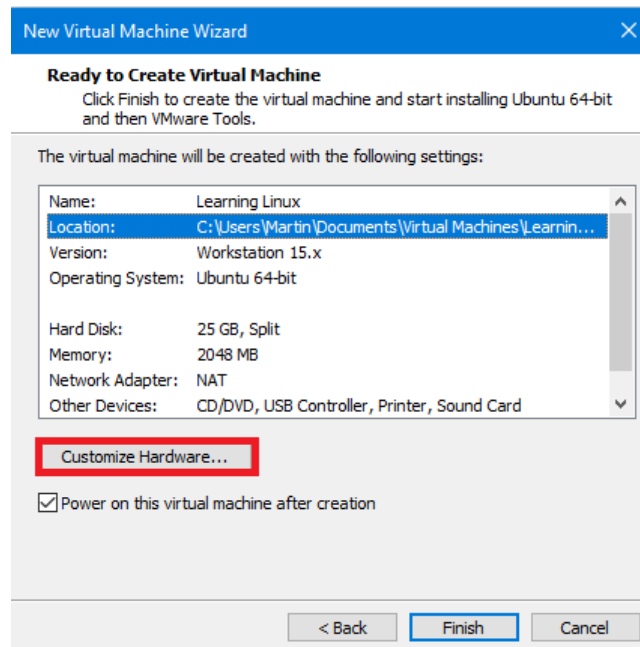 New Virtual Machine Wizard
Ready to Create Virtual Machine
Click Finish to create the virtual machine and start installing Ubuntu 64-bit
and then VMware Tools.
The virtual machine will be created with the following settings:
Name: Learning Linux
Location: C:\Users\Martin\Documents\Virtual Machines\Learnin...
Version: Workstation 15.x
Operating System: Ubuntu 64-bit
Hard Disk: 25 GB, Split
Memory: 2048 MB
Network Adapter: NAT
Other Devices: CD/DVD, USB Controller, Printer, Sound Card
Customize Hardware...
Power on this virtual machine after creation
< Back Finish Cancel